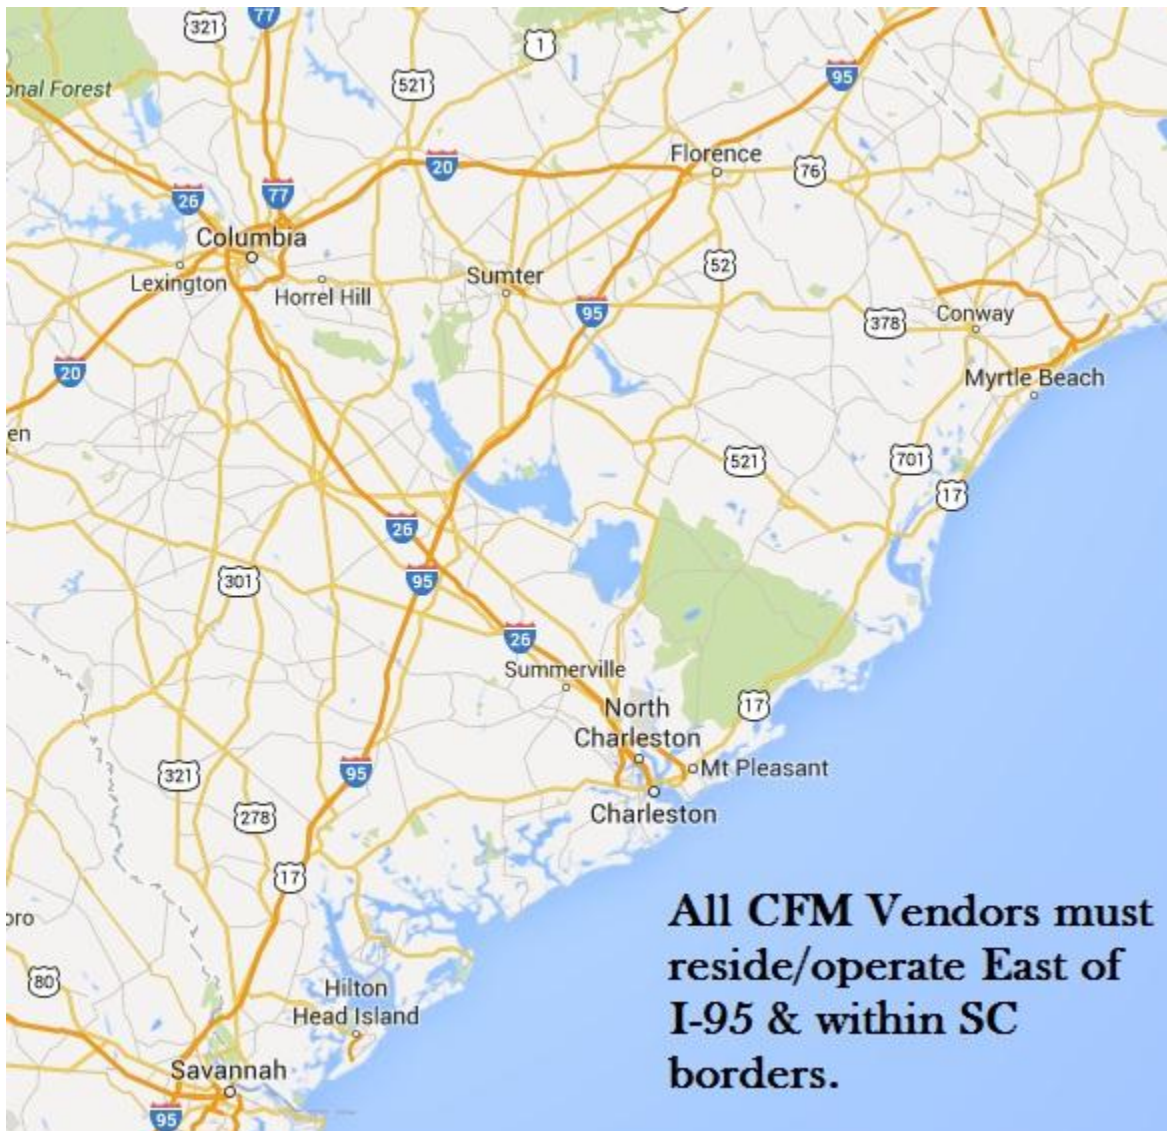 321
77
1
521
95
onal Forest
Florence
76
20
26
77
Columbia
Lexington
Horrel Hill
Sumter
52
95
378
Conway
20
Myrtle Beach
en
521
701
17
26
95
301
26
Summerville
17
North
Charleston
Mt Pleasant
95
321
Charleston
278
17
oro
All CFM Vendors must
reside/operate East of
I-95 & within SC
borders.
80
Hilton
Head Island
Savannah
95